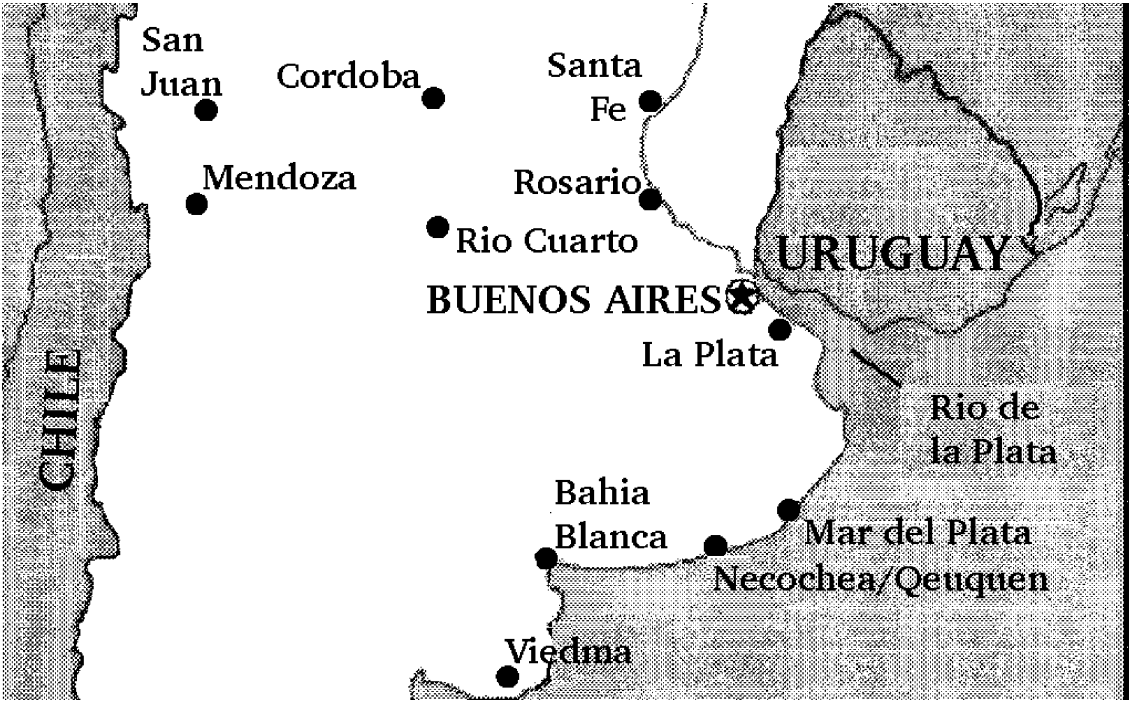 San
Juan
Cordoba
Santa
Fe
Mendoza
Rosario
Rio Cuarto
URUGUAY
BUENOS AIRES
La Plata
CHILE
Rio de
la Plata
Bahia
Blanca
Mar del Plata
Necochea/Qeuquen
Viedma